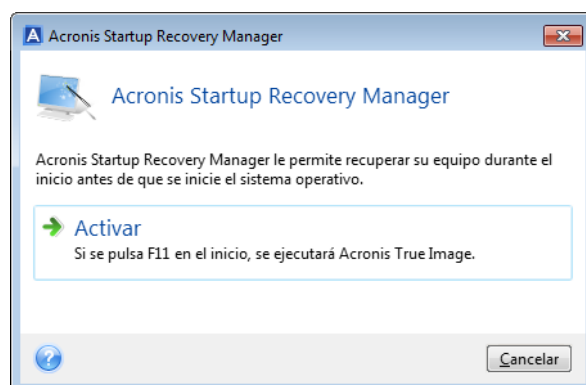 Acronis Startup Recovery Manager
Acronis Startup Recovery Manager
Acronis Startup Recovery Manager le permite recuperar su equipo durante el
inicio antes de que se inicie el sistema operativo.
Activar
Si se pulsa F11 en el inicio, se ejecutará Acronis True Image.
Cancelar